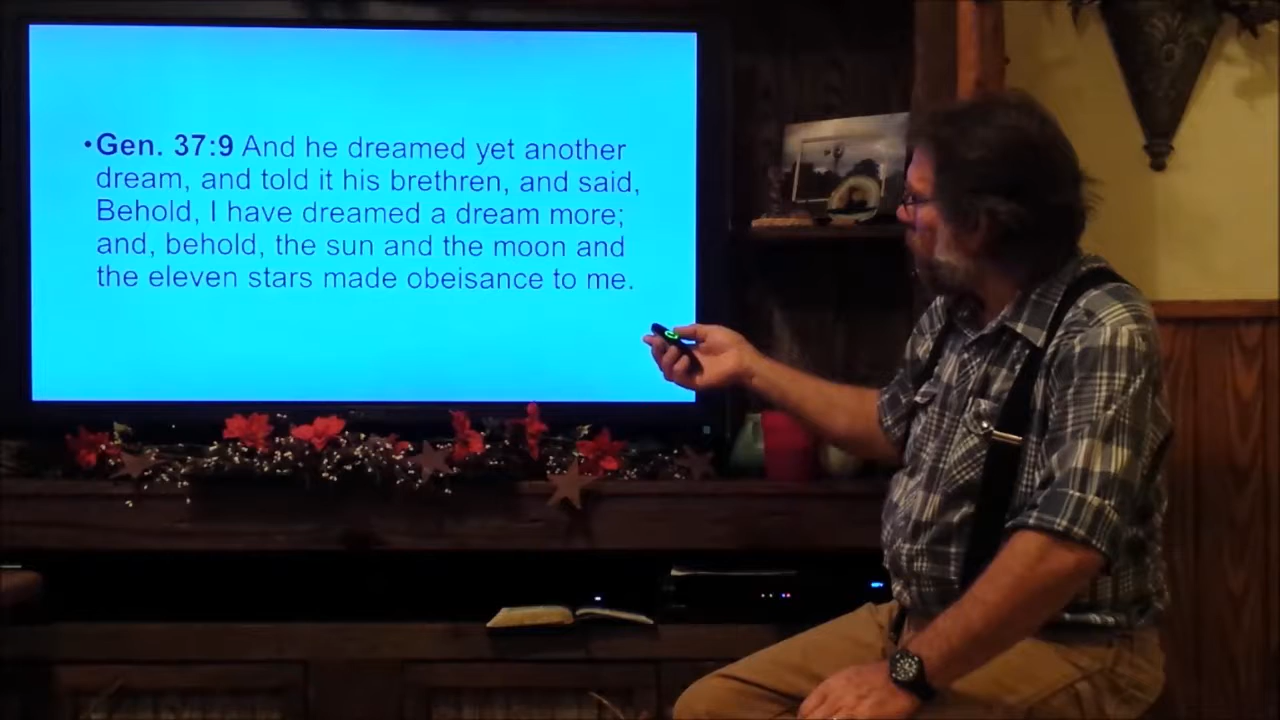 •Gen. 37:9 And he dreamed yet another
dream, and told it his brethren, and said,
Behold, I have dreamed a dream more;
and, behold, the sun and the moon and
the eleven stars made obeisance to me.